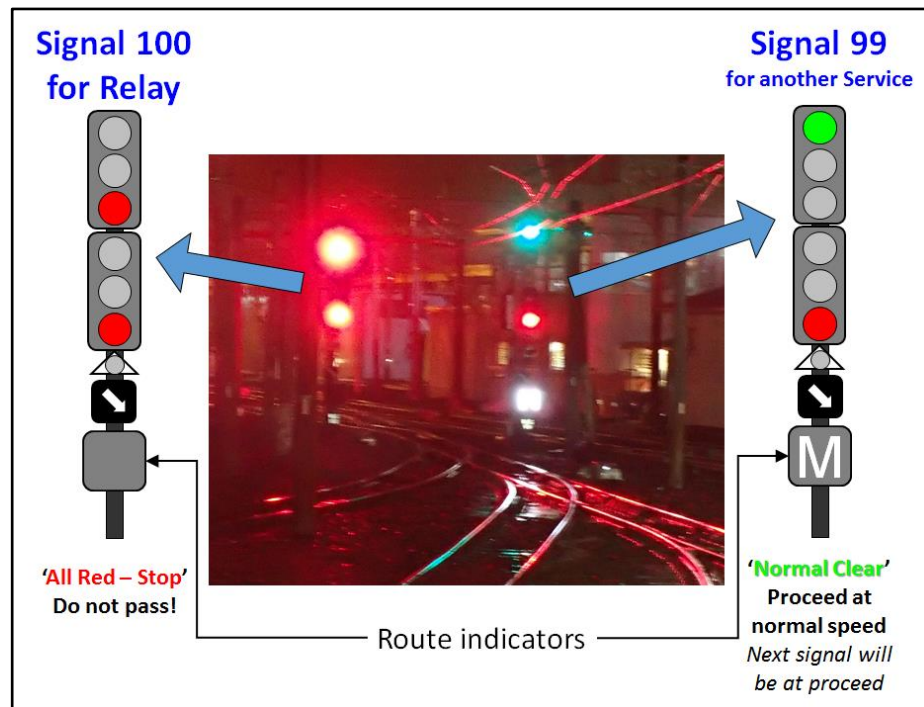 Signal 100
for Relay
Signal 99
for another Service
M
‘All Red – Stop’
Do not pass!
Route indicators
‘Normal Clear’
Proceed at
normal speed
Next signal will
be at proceed